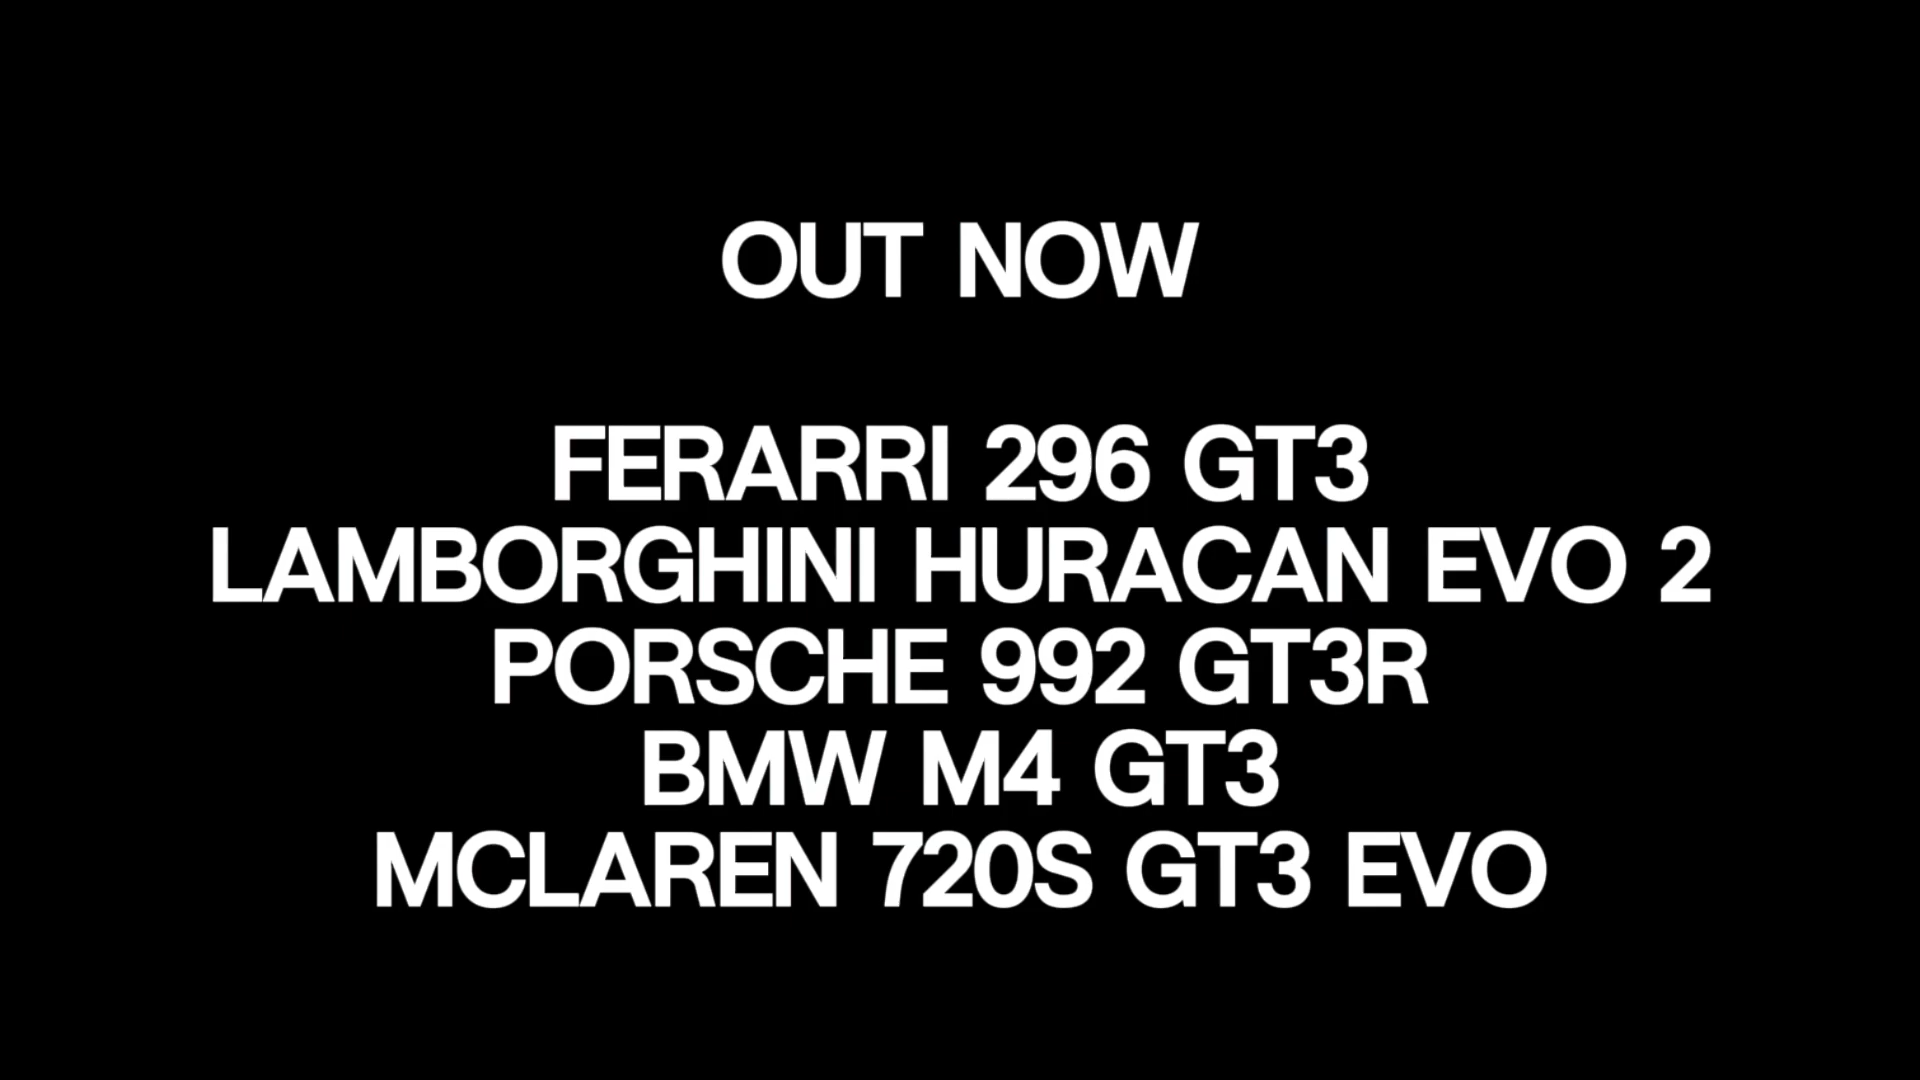 OUT NOW
FERARRI 296 GT3
LAMBORGHINI HURACAN EVO 2
PORSCHE 992 GT3R
BMW M4 GT3
MCLAREN 720S GT3 EVO